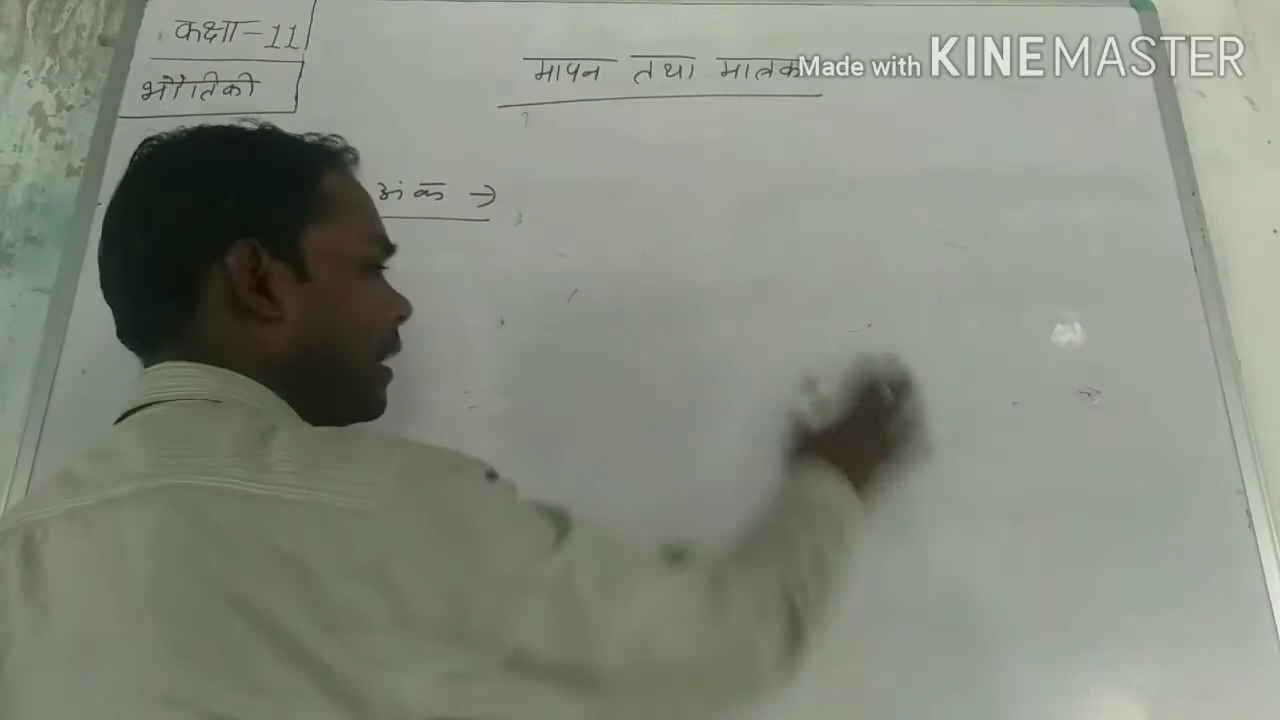 कक्षा-11
भौतिकी
मापन तथा मात्रक
Made with KINEMASTER
अंक →